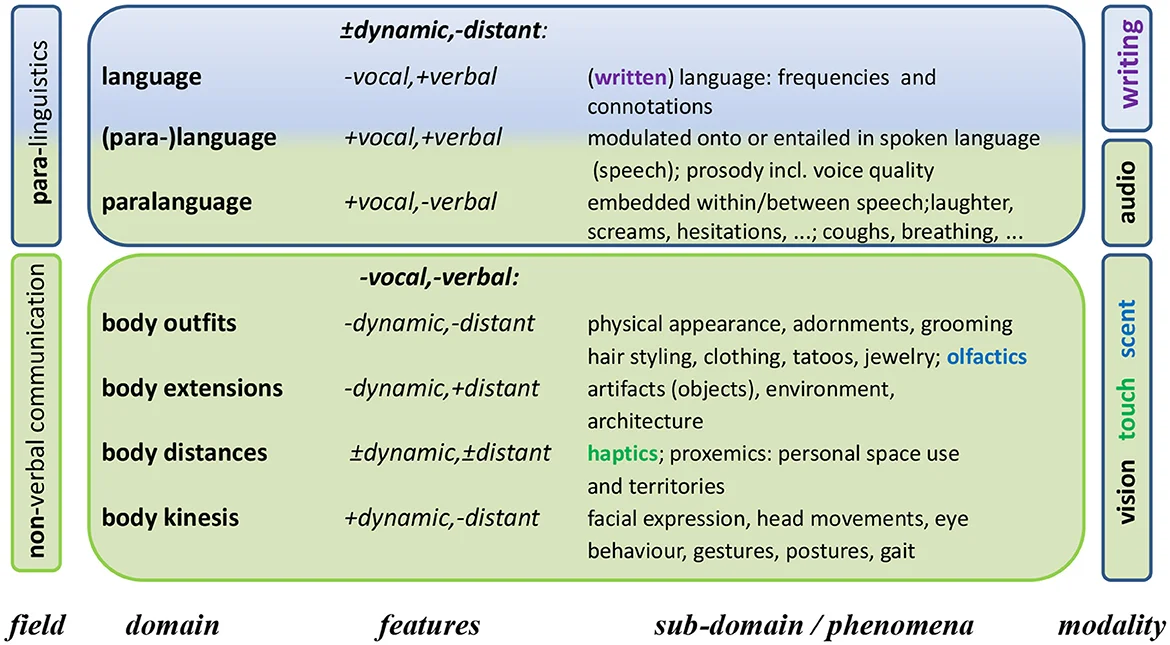 para-linguistics
±dynamic,-distant:
language -vocal,+verbal (written) language: frequencies and
connotations
(para-)language +vocal,+verbal modulated onto or entailed in spoken language
(speech); prosody incl. voice quality
paralanguage +vocal,-verbal embedded within/between speech;laughter,
screams, hesitations, ...; coughs, breathing, ...
writing
audio
non-verbal communication
-vocal,-verbal:
body outfits -dynamic,-distant physical appearance, adornments, grooming
hair styling, clothing, tatoos, jewelry; olfactics
body extensions -dynamic,+distant artifacts (objects), environment,
architecture
body distances ±dynamic,±distant haptics; proxemics: personal space use
and territories
body kinesis +dynamic,-distant facial expression, head movements, eye
behaviour, gestures, postures, gait
vision touch scent
field domain features sub-domain / phenomena modality